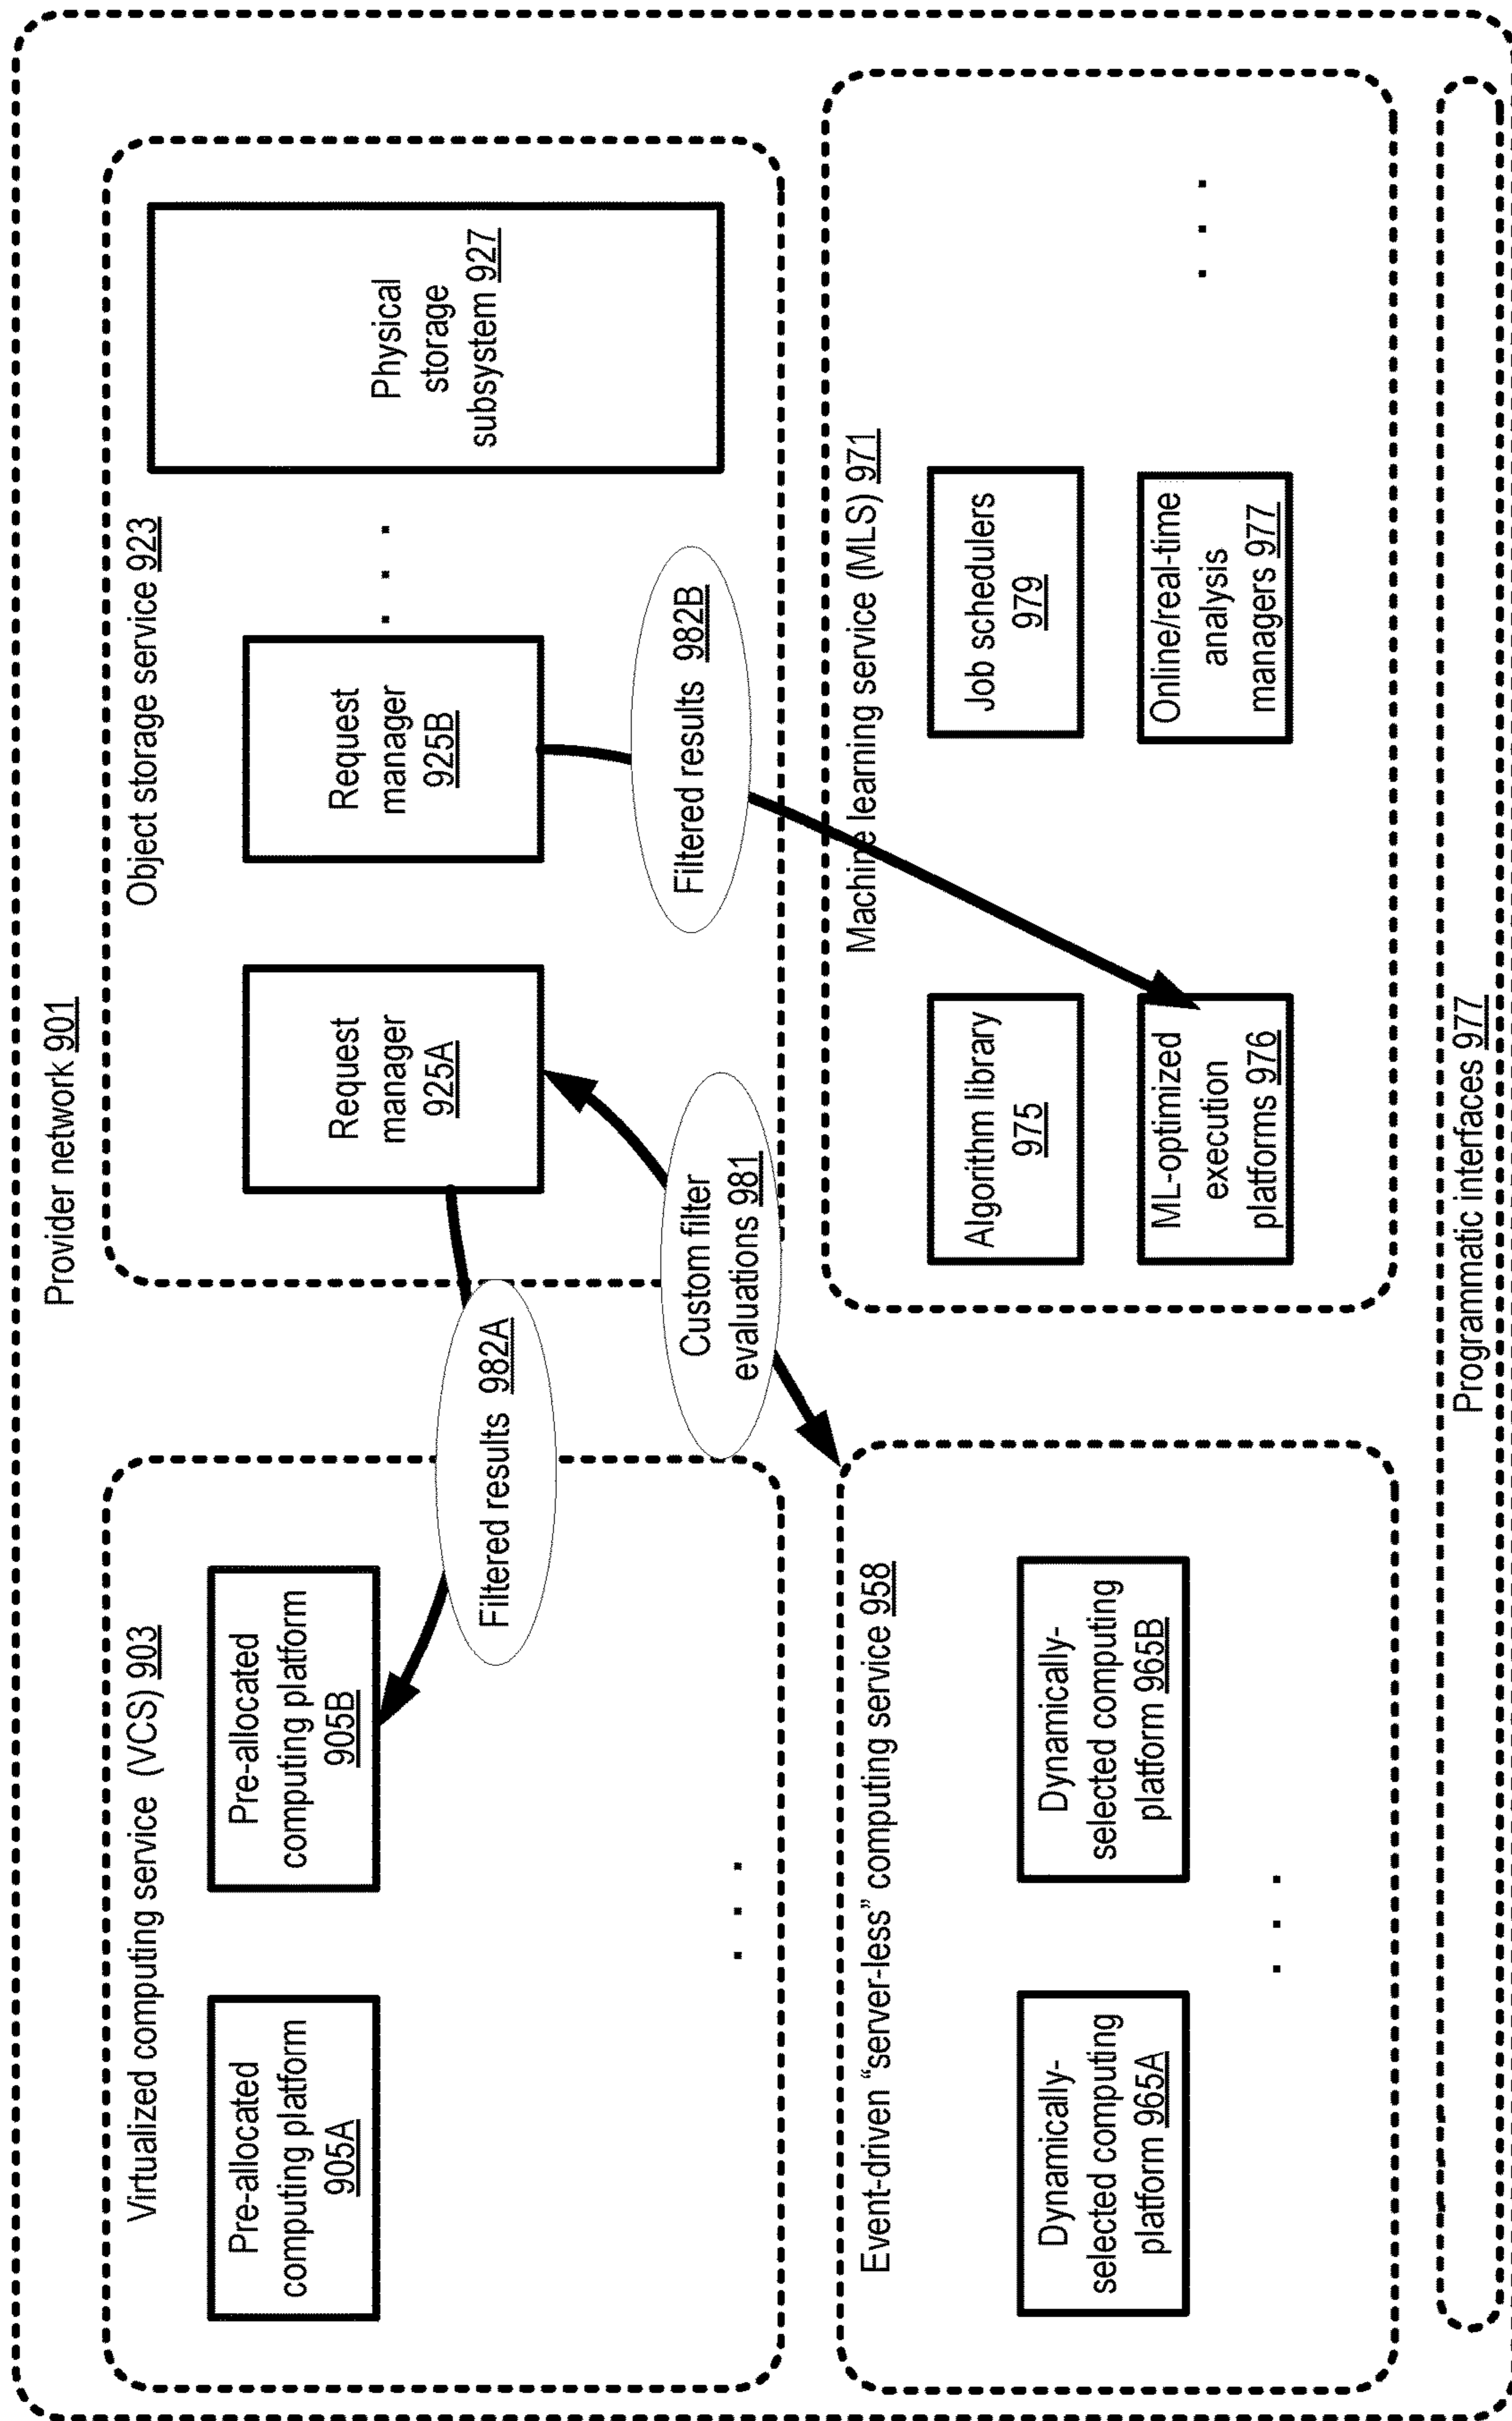 Provider network 901
Virtualized computing service (VCS) 903
Pre-allocated
computing platform
905A
Pre-allocated
computing platform
905B
. . .
Filtered results 982A
Object storage service 923
Request
manager
925A
Request
manager
925B
. . .
Physical
storage
subsystem 927
Custom filter
evaluations 981
Filtered results 982B
Event-driven “server-less” computing service 958
Dynamically-
selected computing
platform 965A
Dynamically-
selected computing
platform 965B
. . .
Machine learning service (MLS) 971
Algorithm library
975
Job schedulers
979
ML-optimized
execution
platforms 976
Online/real-time
analysis
managers 977
. . .
Programmatic interfaces 977